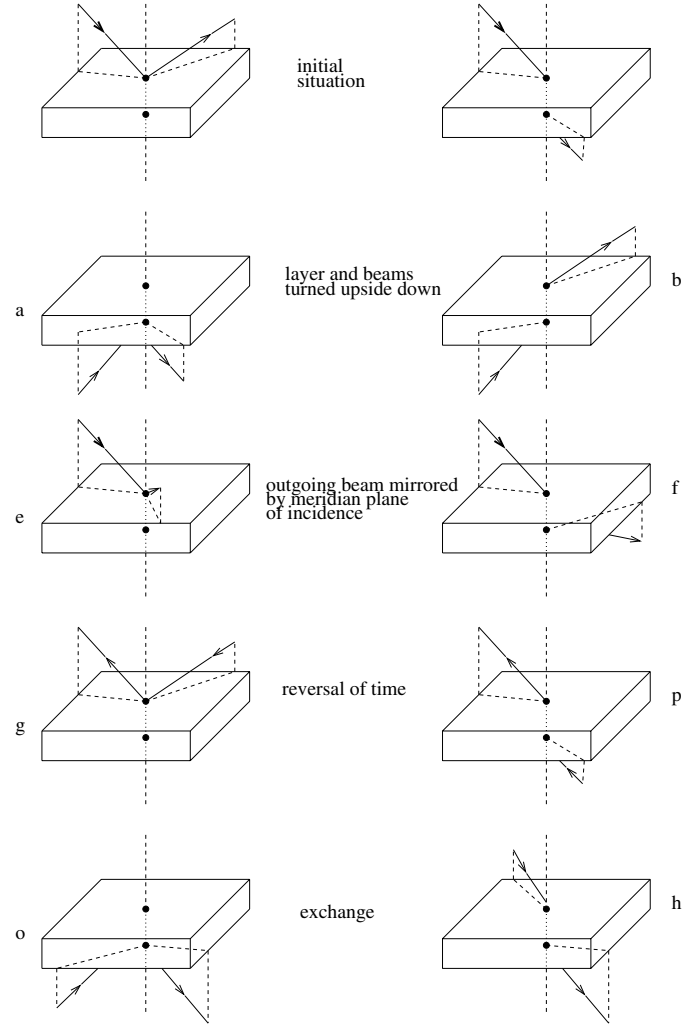 initial
situation
layer and beams
turned upside down
a
b
outgoing beam mirrored
by meridian plane
of incidence
e
f
reversal of time
g
p
exchange
o
h